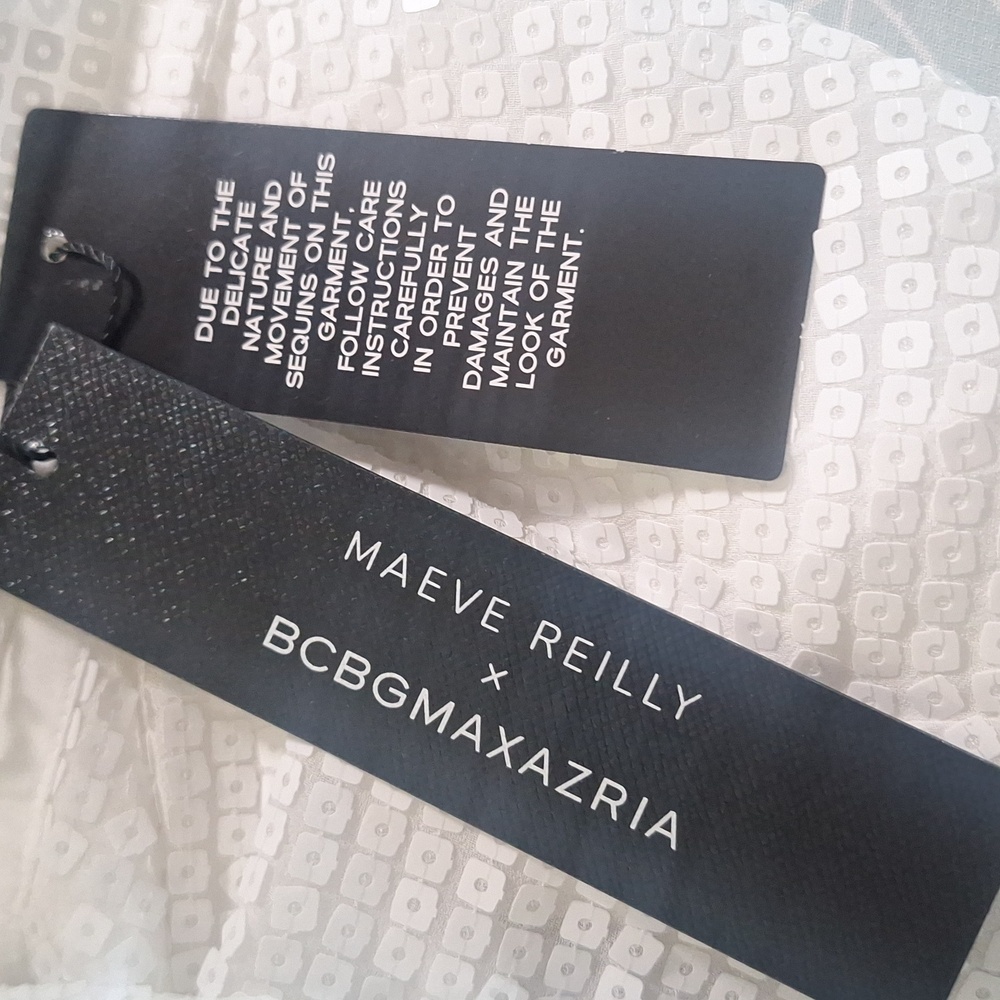 DUE TO THE
DELICATE
NATURE AND
MOVEMENT OF
SEQUINS ON THIS
GARMENT,
FOLLOW CARE
INSTRUCTIONS
CAREFULLY
IN ORDER TO
PREVENT
DAMAGES AND
MAINTAIN THE
LOOK OF THE
GARMENT.
MAEVE REILLY
x
BCBGMAXAZRIA